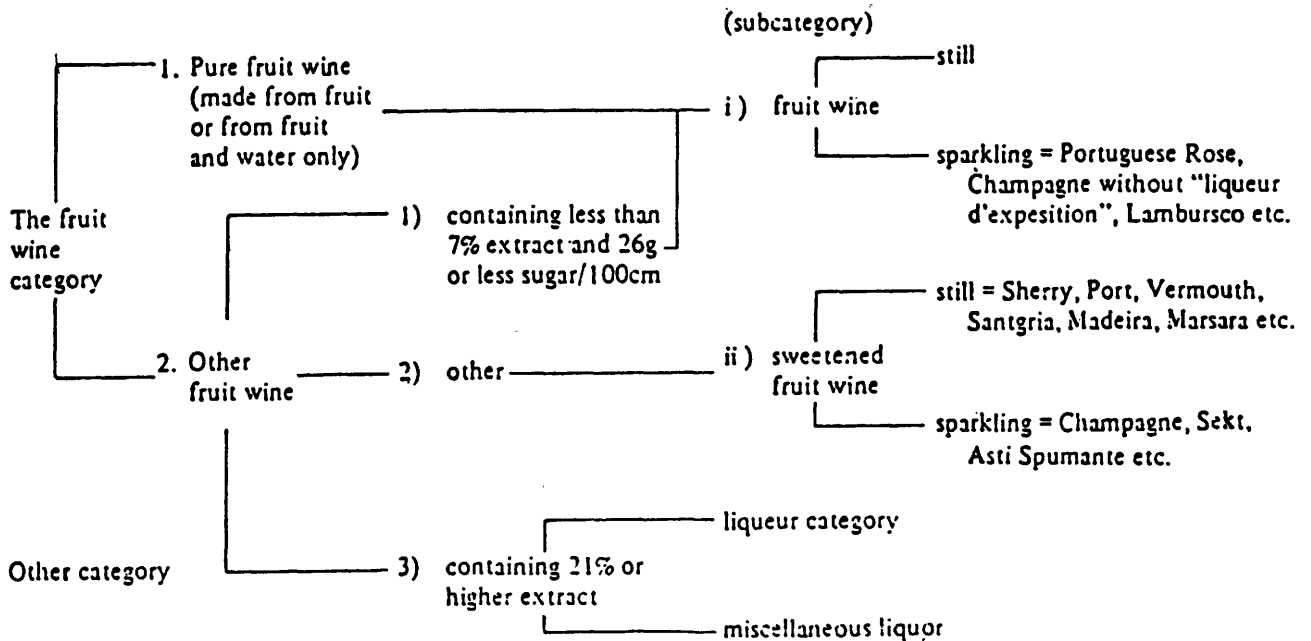 (subcategory)
1. Pure fruit wine
(made from fruit
or from fruit
and water only)
i) fruit wine
still
sparkling = Portuguese Rose,
Champagne without "liqueur
d'expesition", Lambursco etc.
The fruit
wine
category
1) containing less than
7% extract and 26g
or less sugar/100cm
2. Other
fruit wine
2) other
ii) sweetened
fruit wine
still = Sherry, Port, Vermouth,
Santgria, Madeira, Marsara etc.
sparkling = Champagne, Sekt,
Asti Spumante etc.
Other category
3) containing 21% or
higher extract
liqueur category
miscellaneous liquor